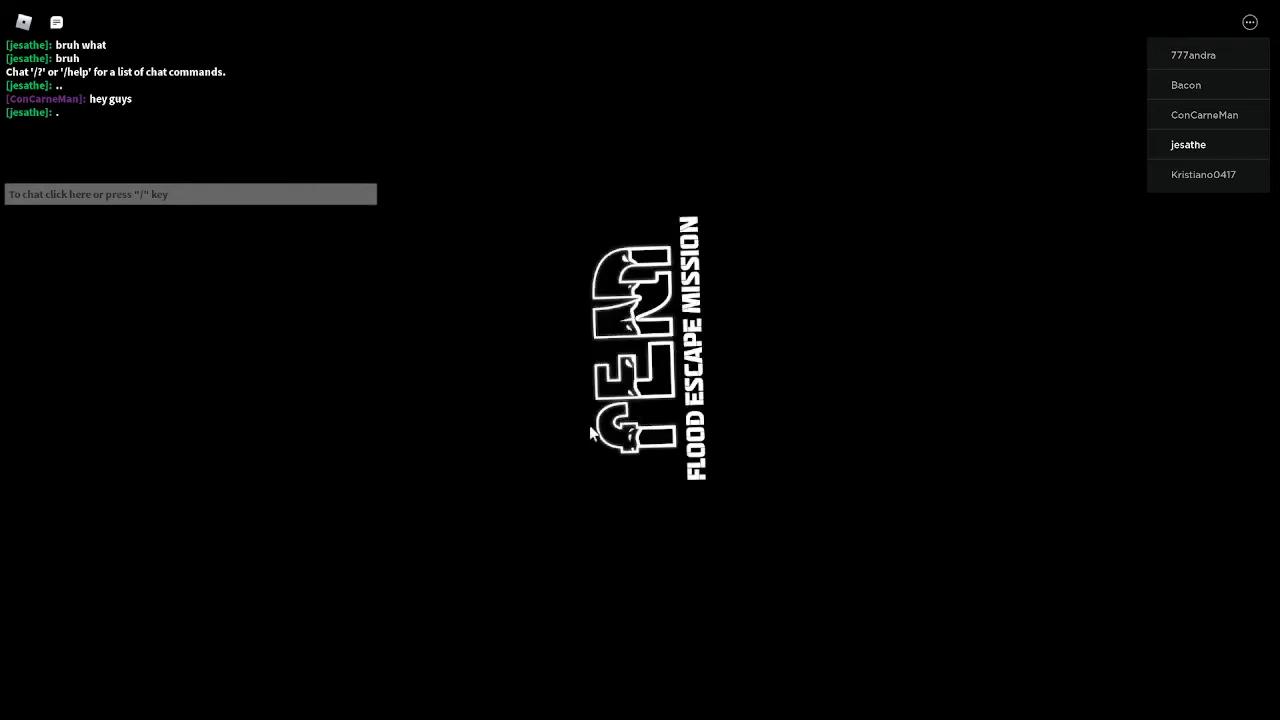 [jesathe]: bruh what
[jesathe]: bruh
Chat '/?' or '/help' for a list of chat commands.
[jesathe]: ..
[ConCarneMan]: hey guys
[jesathe]: .
To chat click here or press "/" key
777andra
Bacon
ConCarneMan
jesathe
Kristiano0417
FLOOD ESCAPE MISSION